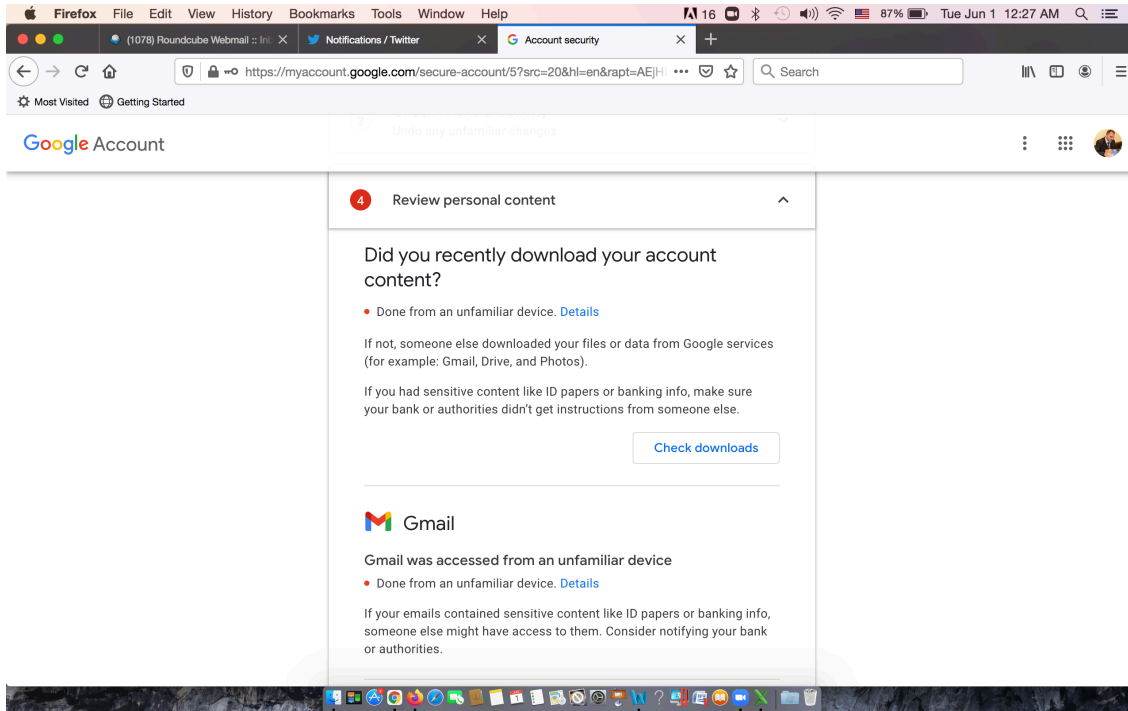 Firefox File Edit View History Bookmarks Tools Window Help 16 87% Tue Jun 1 12:27 AM
(1078) Roundcube Webmail :: In
Notifications / Twitter
Account security
https://myaccount.google.com/secure-account/5?src=20&hl=en&rapt=AEjH
Search
Most Visited Getting Started
Undo any unfamiliar changes
Google Account
4 Review personal content
Did you recently download your account
content?
Done from an unfamiliar device. Details
If not, someone else downloaded your files or data from Google services
(for example: Gmail, Drive, and Photos).
If you had sensitive content like ID papers or banking info, make sure
your bank or authorities didn't get instructions from someone else.
Check downloads
Gmail
Gmail was accessed from an unfamiliar device
Done from an unfamiliar device. Details
If your emails contained sensitive content like ID papers or banking info,
someone else might have access to them. Consider notifying your bank
or authorities.